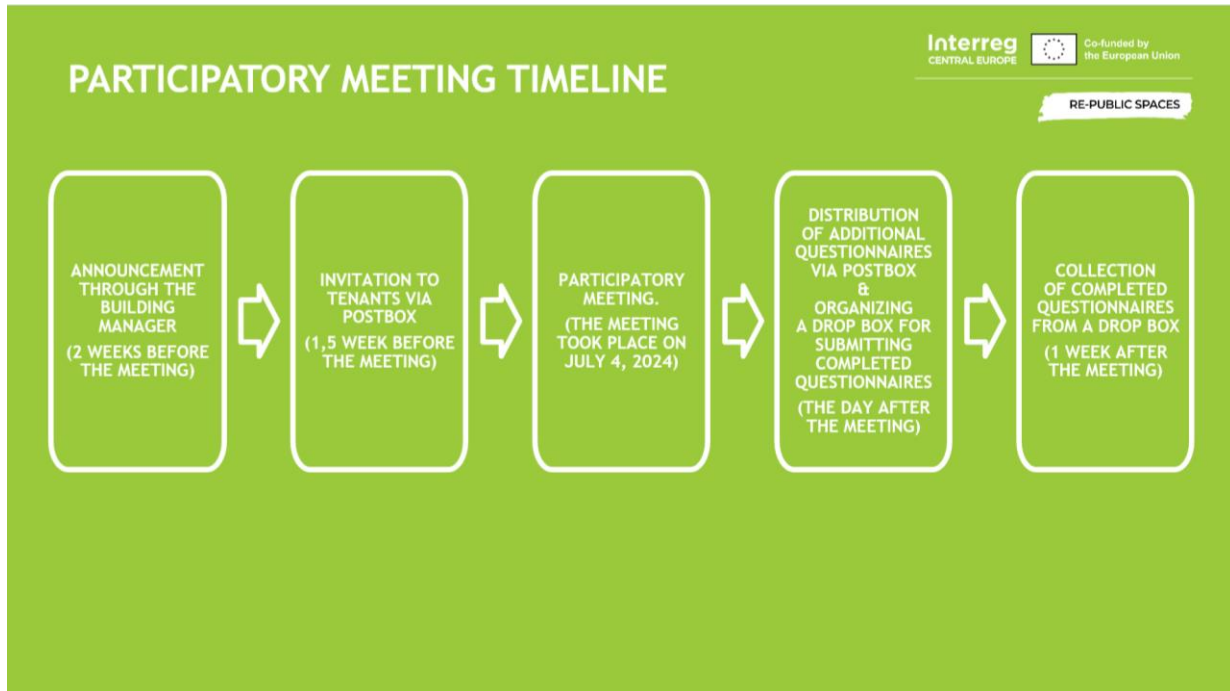 PARTICIPATORY MEETING TIMELINE
Interreg
CENTRAL EUROPE
Co-funded by
the European Union
RE-PUBLIC SPACES
ANNOUNCEMENT
THROUGH THE
BUILDING
MANAGER
(2 WEEKS BEFORE
THE MEETING)
INVITATION TO
TENANTS VIA
POSTBOX
(1,5 WEEK BEFORE
THE MEETING)
PARTICIPATORY
MEETING.
(THE MEETING
TOOK PLACE ON
JULY 4, 2024)
DISTRIBUTION
OF ADDITIONAL
QUESTIONNAIRES
VIA POSTBOX
&
ORGANIZING
A DROP BOX FOR
SUBMITTING
COMPLETED
QUESTIONNAIRES
(THE DAY AFTER
THE MEETING)
COLLECTION
OF COMPLETED
QUESTIONNAIRES
FROM A DROP BOX
(1 WEEK AFTER
THE MEETING)